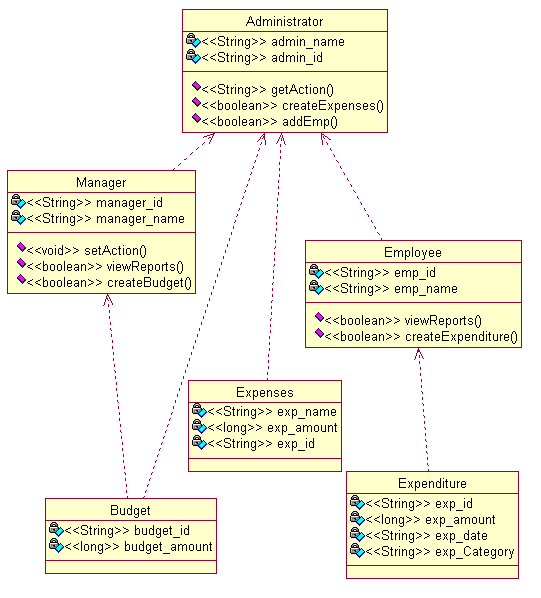 Administrator
<<String>> admin_name
<<String>> admin_id
<<String>> getAction()
<<boolean>> createExpenses()
<<boolean>> addEmp()
Manager
<<String>> manager_id
<<String>> manager_name
<<void>> setAction()
<<boolean>> viewReports()
<<boolean>> createBudget()
Employee
<<String>> emp_id
<<String>> emp_name
<<boolean>> viewReports()
<<boolean>> createExpenditure()
Expenses
<<String>> exp_name
<<long>> exp_amount
<<String>> exp_id
Budget
<<String>> budget_id
<<long>> budget_amount
Expenditure
<<String>> exp_id
<<long>> exp_amount
<<String>> exp_date
<<String>> exp_Category